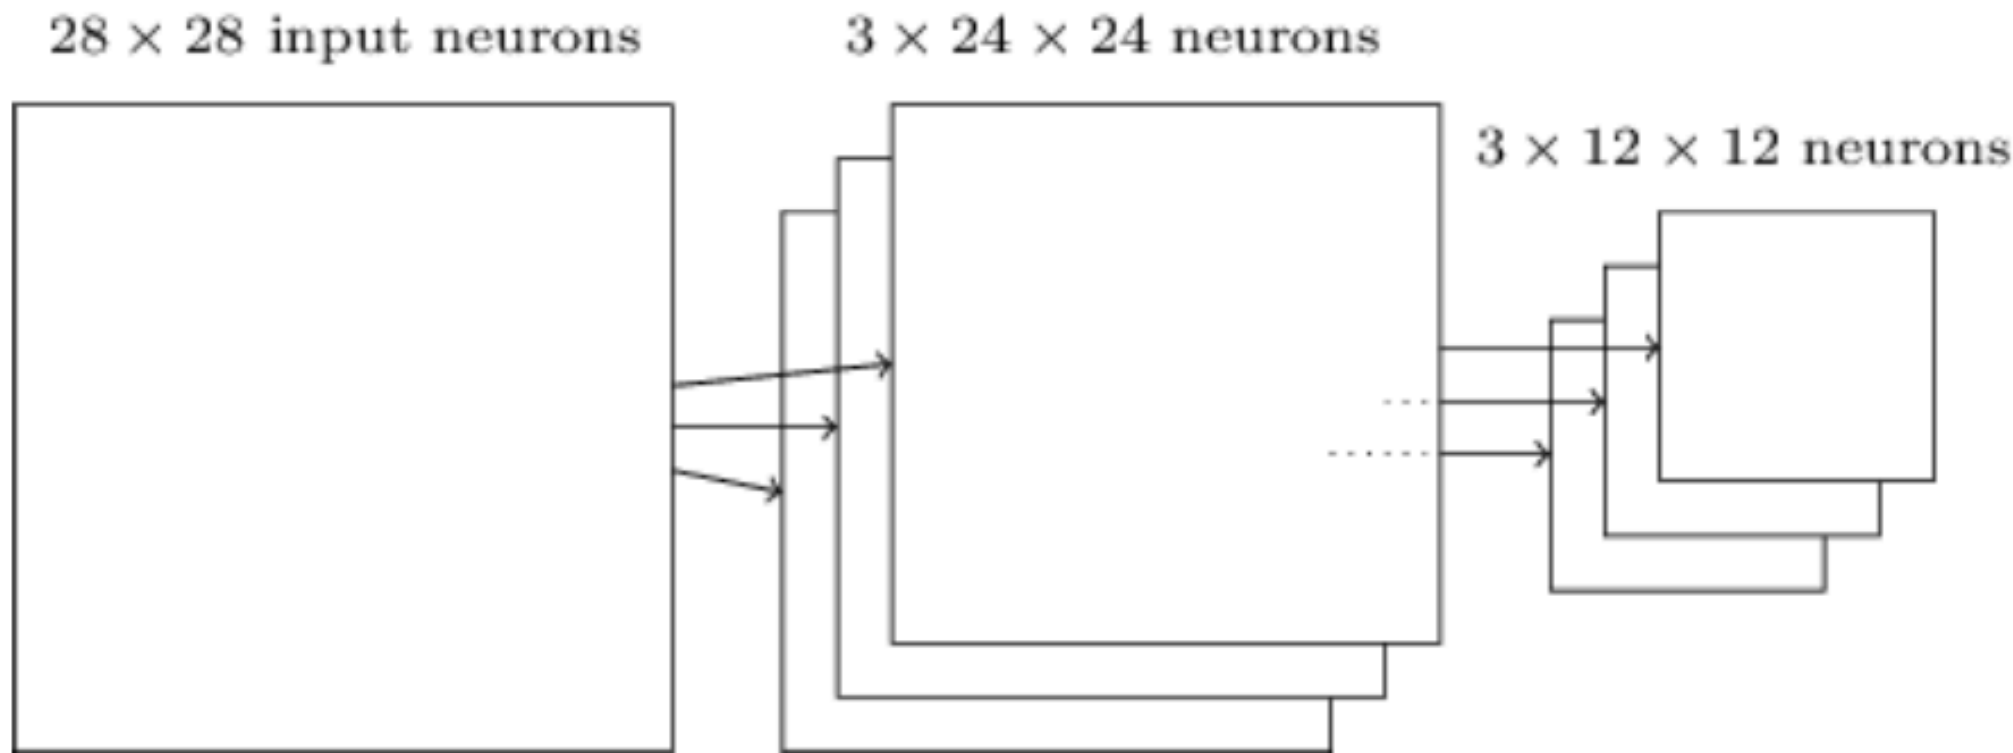 28 × 28 input neurons
3 × 24 × 24 neurons
3 × 12 × 12 neurons